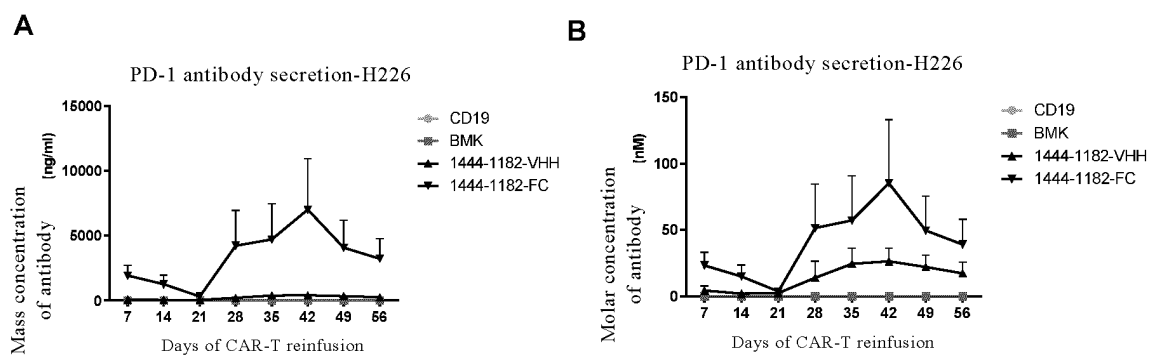 A
PD-1 antibody secretion-H226
Mass concentration
of antibody
(ng/ml)
15000
10000
5000
0
7 14 21 28 35 42 49 56
Days of CAR-T reinfusion
CD19
BMK
1444-1182-VHH
1444-1182-FC
B
PD-1 antibody secretion-H226
Molar concentration
of antibody
(nM)
150
100
50
0
7 14 21 28 35 42 49 56
Days of CAR-T reinfusion
CD19
BMK
1444-1182-VHH
1444-1182-FC